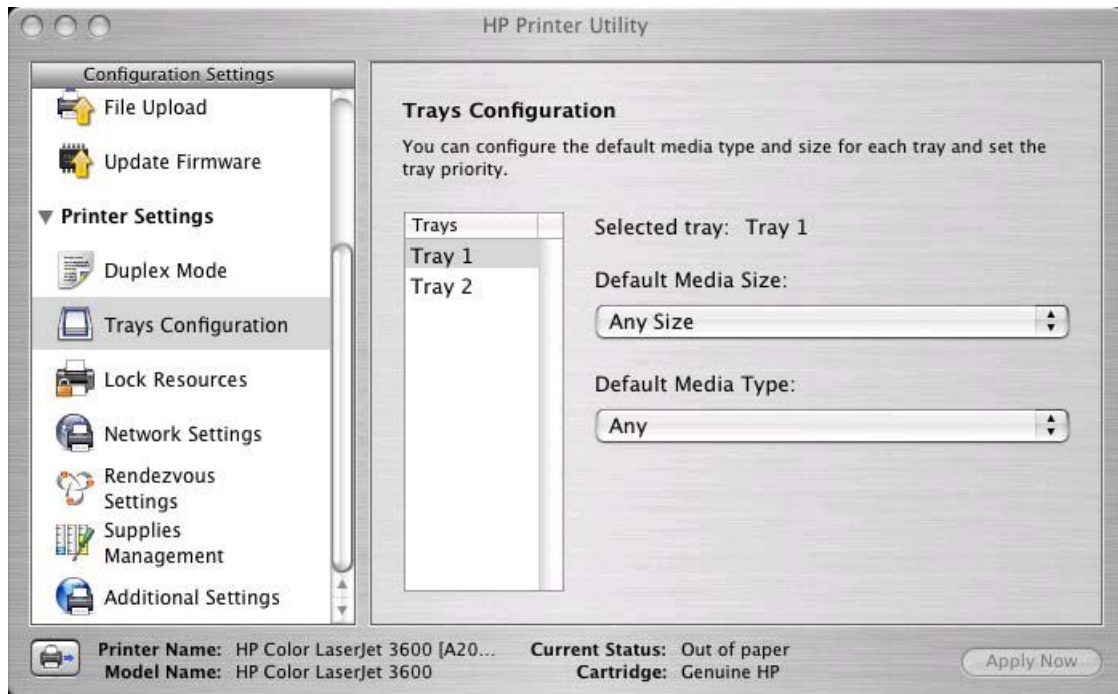 HP Printer Utility
Configuration Settings
File Upload
Update Firmware
Printer Settings
Duplex Mode
Trays Configuration
Lock Resources
Network Settings
Rendezvous
Settings
Supplies
Management
Additional Settings
Trays Configuration
You can configure the default media type and size for each tray and set the
tray priority.
Trays
Tray 1
Tray 2
Selected tray: Tray 1
Default Media Size:
Any Size
Default Media Type:
Any
Printer Name: HP Color LaserJet 3600 [A20...
Model Name: HP Color LaserJet 3600
Current Status: Out of paper
Cartridge: Genuine HP
Apply Now